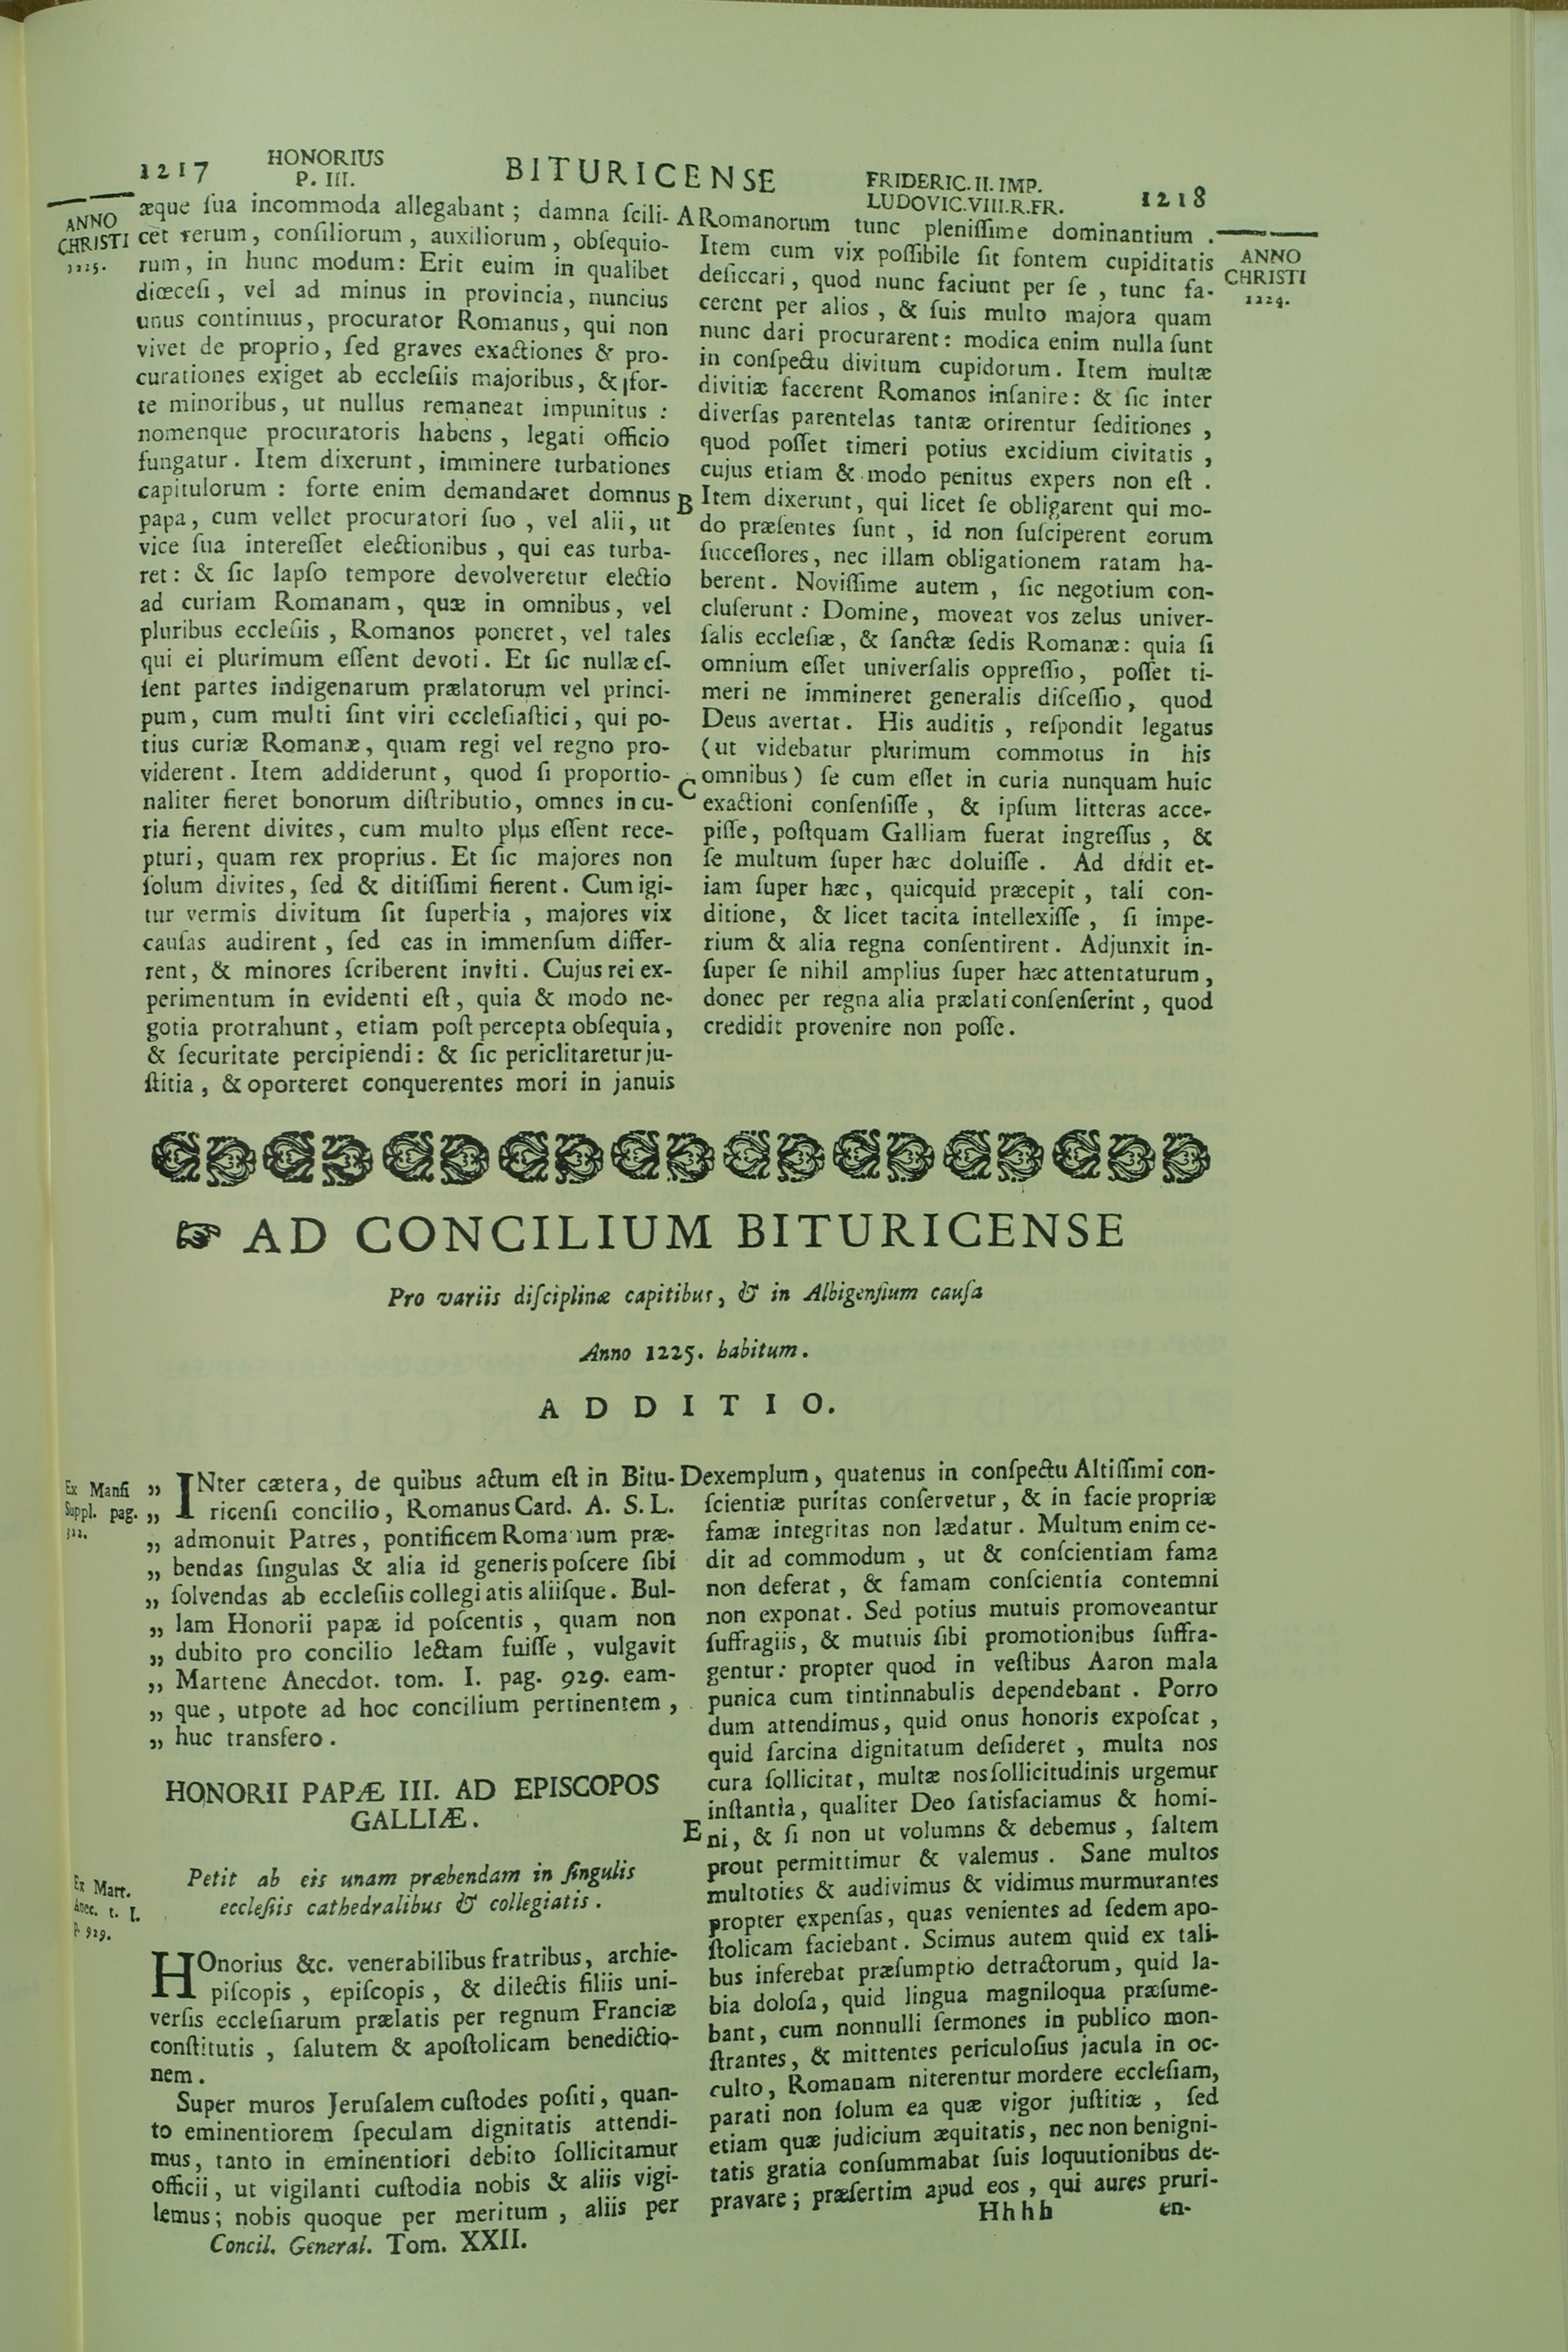 1217
HONORIUS
P. III.
BITURICENSE
FRIDERIC. II. IMP.
LUDOVIC. VIII. R. FR.
1218
ANNO
CHRISTI
1225.
æque ſua incommoda allegabant ; damna ſcili-
cet rerum , conſiliorum , auxiliorum , obſequio-
rum , in hunc modum : Erit euim in qualibet
diœceſi , vel ad minus in provincia , nuncius
unus continuus , procurator Romanus , qui non
vivet de proprio , ſed graves exactiones & pro-
curationes exiget ab eccleſiis majoribus , & for-
te minoribus , ut nullus remaneat impunitus :
nomenque procuratoris habens , legati officio
fungatur . Item dixerunt , imminere turbationes
capitulorum : forte enim demandaret domnus
papa , cum vellet procuratori ſuo , vel alii , ut
vice ſua intereſſet electionibus , qui eas turba-
ret : & ſic lapſo tempore devolveretur electio
ad curiam Romanam , quæ in omnibus , vel
pluribus eccleſiis , Romanos poneret , vel tales
qui ei plurimum eſſent devoti . Et ſic nullæ eſ-
ſent partes indigenarum prælatorum vel princi-
pum , cum multi ſint viri eccleſiaſtici , qui po-
tius curiæ Romanæ , quam regi vel regno pro-
viderent . Item addiderunt , quod ſi proportio-
naliter fieret bonorum diſtributio , omnes in cu-
ria fierent divites , cum multo plus eſſent rece-
pturi , quam rex proprius . Et ſic majores non
ſolum divites , ſed & ditiſſimi fierent . Cum igi-
tur vermis divitum ſit ſuperbia , majores vix
cauſas audirent , ſed eas in immenſum differ-
rent , & minores ſcriberent inviti . Cujus rei ex-
perimentum in evidenti eſt , quia & modo ne-
gotia protrahunt , etiam poſt percepta obſequia ,
& ſecuritate percipiendi : & ſic periclitaretur ju-
ſtitia , & oporteret conquerentes mori in januis
A Romanorum tunc pleniſſime dominantium .
Item cum vix poſſibile ſit fontem cupiditatis
deſiccari , quod nunc faciunt per ſe , tunc fa-
cerent per alios , & ſuis multo majora quam
nunc dari procurarent : modica enim nulla ſunt
in conſpectu divitum cupidorum . Item multæ
divitiæ facerent Romanos inſanire : & ſic inter
diverſas parentelas tantæ orirentur ſeditiones ,
quod poſſet timeri potius excidium civitatis ,
cujus etiam & modo penitus expers non eſt .
B Item dixerunt , qui licet ſe obligarent qui mo-
do præſentes ſunt , id non ſuſciperent eorum
ſucceſſores , nec illam obligationem ratam ha-
berent . Noviſſime autem , ſic negotium con-
cluſerunt : Domine , moveat vos zelus univer-
ſalis eccleſiæ , & ſanctæ ſedis Romanæ : quia ſi
omnium eſſet univerſalis oppreſſio , poſſet ti-
meri ne immineret generalis diſceſſio , quod
Deus avertat . His auditis , reſpondit legatus
( ut videbatur plurimum commotus in his
C omnibus ) ſe cum eſſet in curia nunquam huic
exactioni conſenſiſſe , & ipſum litteras acce-
piſſe , poſtquam Galliam fuerat ingreſſus , &
ſe multum ſuper hæc doluiſſe . Ad didit et-
iam ſuper hæc , quicquid præcepit , tali con-
ditione , & licet tacita intellexiſſe , ſi impe-
rium & alia regna conſentirent . Adjunxit in-
ſuper ſe nihil amplius ſuper hæc attentaturum ,
donec per regna alia prælati conſenſerint , quod
credidit provenire non poſſe .
ANNO
CHRISTI
1224.
☞ AD CONCILIUM BITURICENSE
Pro variis diſciplinæ capitibus , & in Albigenſium cauſa
Anno 1225. habitum .
ADDITIO.
Ex Manſi
Suppl. pag.
322.
„ INter cætera , de quibus actum eſt in Bitu-
„ ricenſi concilio , Romanus Card. A. S. L.
„ admonuit Patres , pontificem Romanum præ-
„ bendas ſingulas & alia id generis poſcere ſibi
„ ſolvendas ab eccleſiis collegiatis aliiſque . Bul-
„ lam Honorii papæ id poſcentis , quam non
„ dubito pro concilio lectam fuiſſe , vulgavit
„ Martene Anecdot. tom. I. pag. 929. eam-
„ que , utpote ad hoc concilium pertinentem ,
„ huc transfero .
HONORII PAPÆ III. AD EPISCOPOS
GALLIÆ .
Petit ab eis unam præbendam in ſingulis
eccleſiis cathedralibus & collegiatis .
Ex Mart.
Anec. t. I.
p. 929.
HOnorius &c. venerabilibus fratribus , archie-
piſcopis , epiſcopis , & dilectis filiis uni-
verſis eccleſiarum prælatis per regnum Franciæ
conſtitutis , ſalutem & apoſtolicam benedictio-
nem .
Super muros Jeruſalem cuſtodes poſiti , quan-
to eminentiorem ſpeculam dignitatis attendi-
mus , tanto in eminentiori debito ſollicitamur
officii , ut vigilanti cuſtodia nobis & aliis vigi-
lemus ; nobis quoque per meritum , aliis per
D exemplum , quatenus in conſpectu Altiſſimi con-
ſcientiæ puritas conſervetur , & in facie propriæ
famæ integritas non lædatur . Multum enim ce-
dit ad commodum , ut & conſcientiam fama
non deferat , & famam conſcientia contemni
non exponat . Sed potius mutuis promoveantur
ſuffragiis , & mutuis ſibi promotionibus ſuffra-
gentur : propter quod in veſtibus Aaron mala
punica cum tintinnabulis dependebant . Porro
dum attendimus , quid onus honoris expoſcat ,
quid ſarcina dignitatum deſideret , multa nos
cura ſollicitat , multæ nos ſollicitudinis urgemur
inſtantia , qualiter Deo ſatisfaciamus & homi-
E ni , & ſi non ut volumns & debemus , ſaltem
prout permittimur & valemus . Sane multos
multoties & audivimus & vidimus murmurantes
propter expenſas , quas venientes ad ſedem apo-
ſtolicam faciebant . Scimus autem quid ex tali-
bus inferebat præſumptio detractorum , quid la-
bia doloſa , quid lingua magniloqua præſume-
bant , cum nonnulli ſermones in publico mon-
ſtrantes , & mittentes periculoſius jacula in oc-
culto , Romanam niterentur mordere eccleſiam ,
parati non ſolum ea quæ vigor juſtitiæ , ſed
etiam quæ judicium æquitatis , nec non benigni-
tatis gratia conſummabat ſuis loquutionibus de-
pravare ; præſertim apud eos , qui aures pruri-
Concil. General. Tom. XXII.
Hhhh
en-